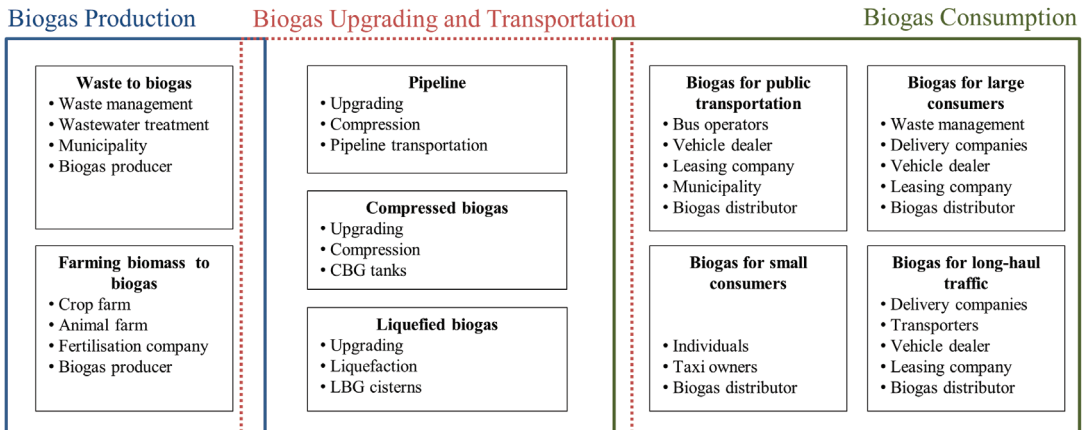 Biogas Production
Biogas Upgrading and Transportation
Biogas Consumption
Waste to biogas
• Waste management
• Wastewater treatment
• Municipality
• Biogas producer
Farming biomass to
biogas
• Crop farm
• Animal farm
• Fertilisation company
• Biogas producer
Pipeline
• Upgrading
• Compression
• Pipeline transportation
Compressed biogas
• Upgrading
• Compression
• CBG tanks
Liquefied biogas
• Upgrading
• Liquefaction
• LBG cisterns
Biogas for public
transportation
• Bus operators
• Vehicle dealer
• Leasing company
• Municipality
• Biogas distributor
Biogas for large
consumers
• Waste management
• Delivery companies
• Vehicle dealer
• Leasing company
• Biogas distributor
Biogas for small
consumers
• Individuals
• Taxi owners
• Biogas distributor
Biogas for long-haul
traffic
• Delivery companies
• Transporters
• Vehicle dealer
• Leasing company
• Biogas distributor